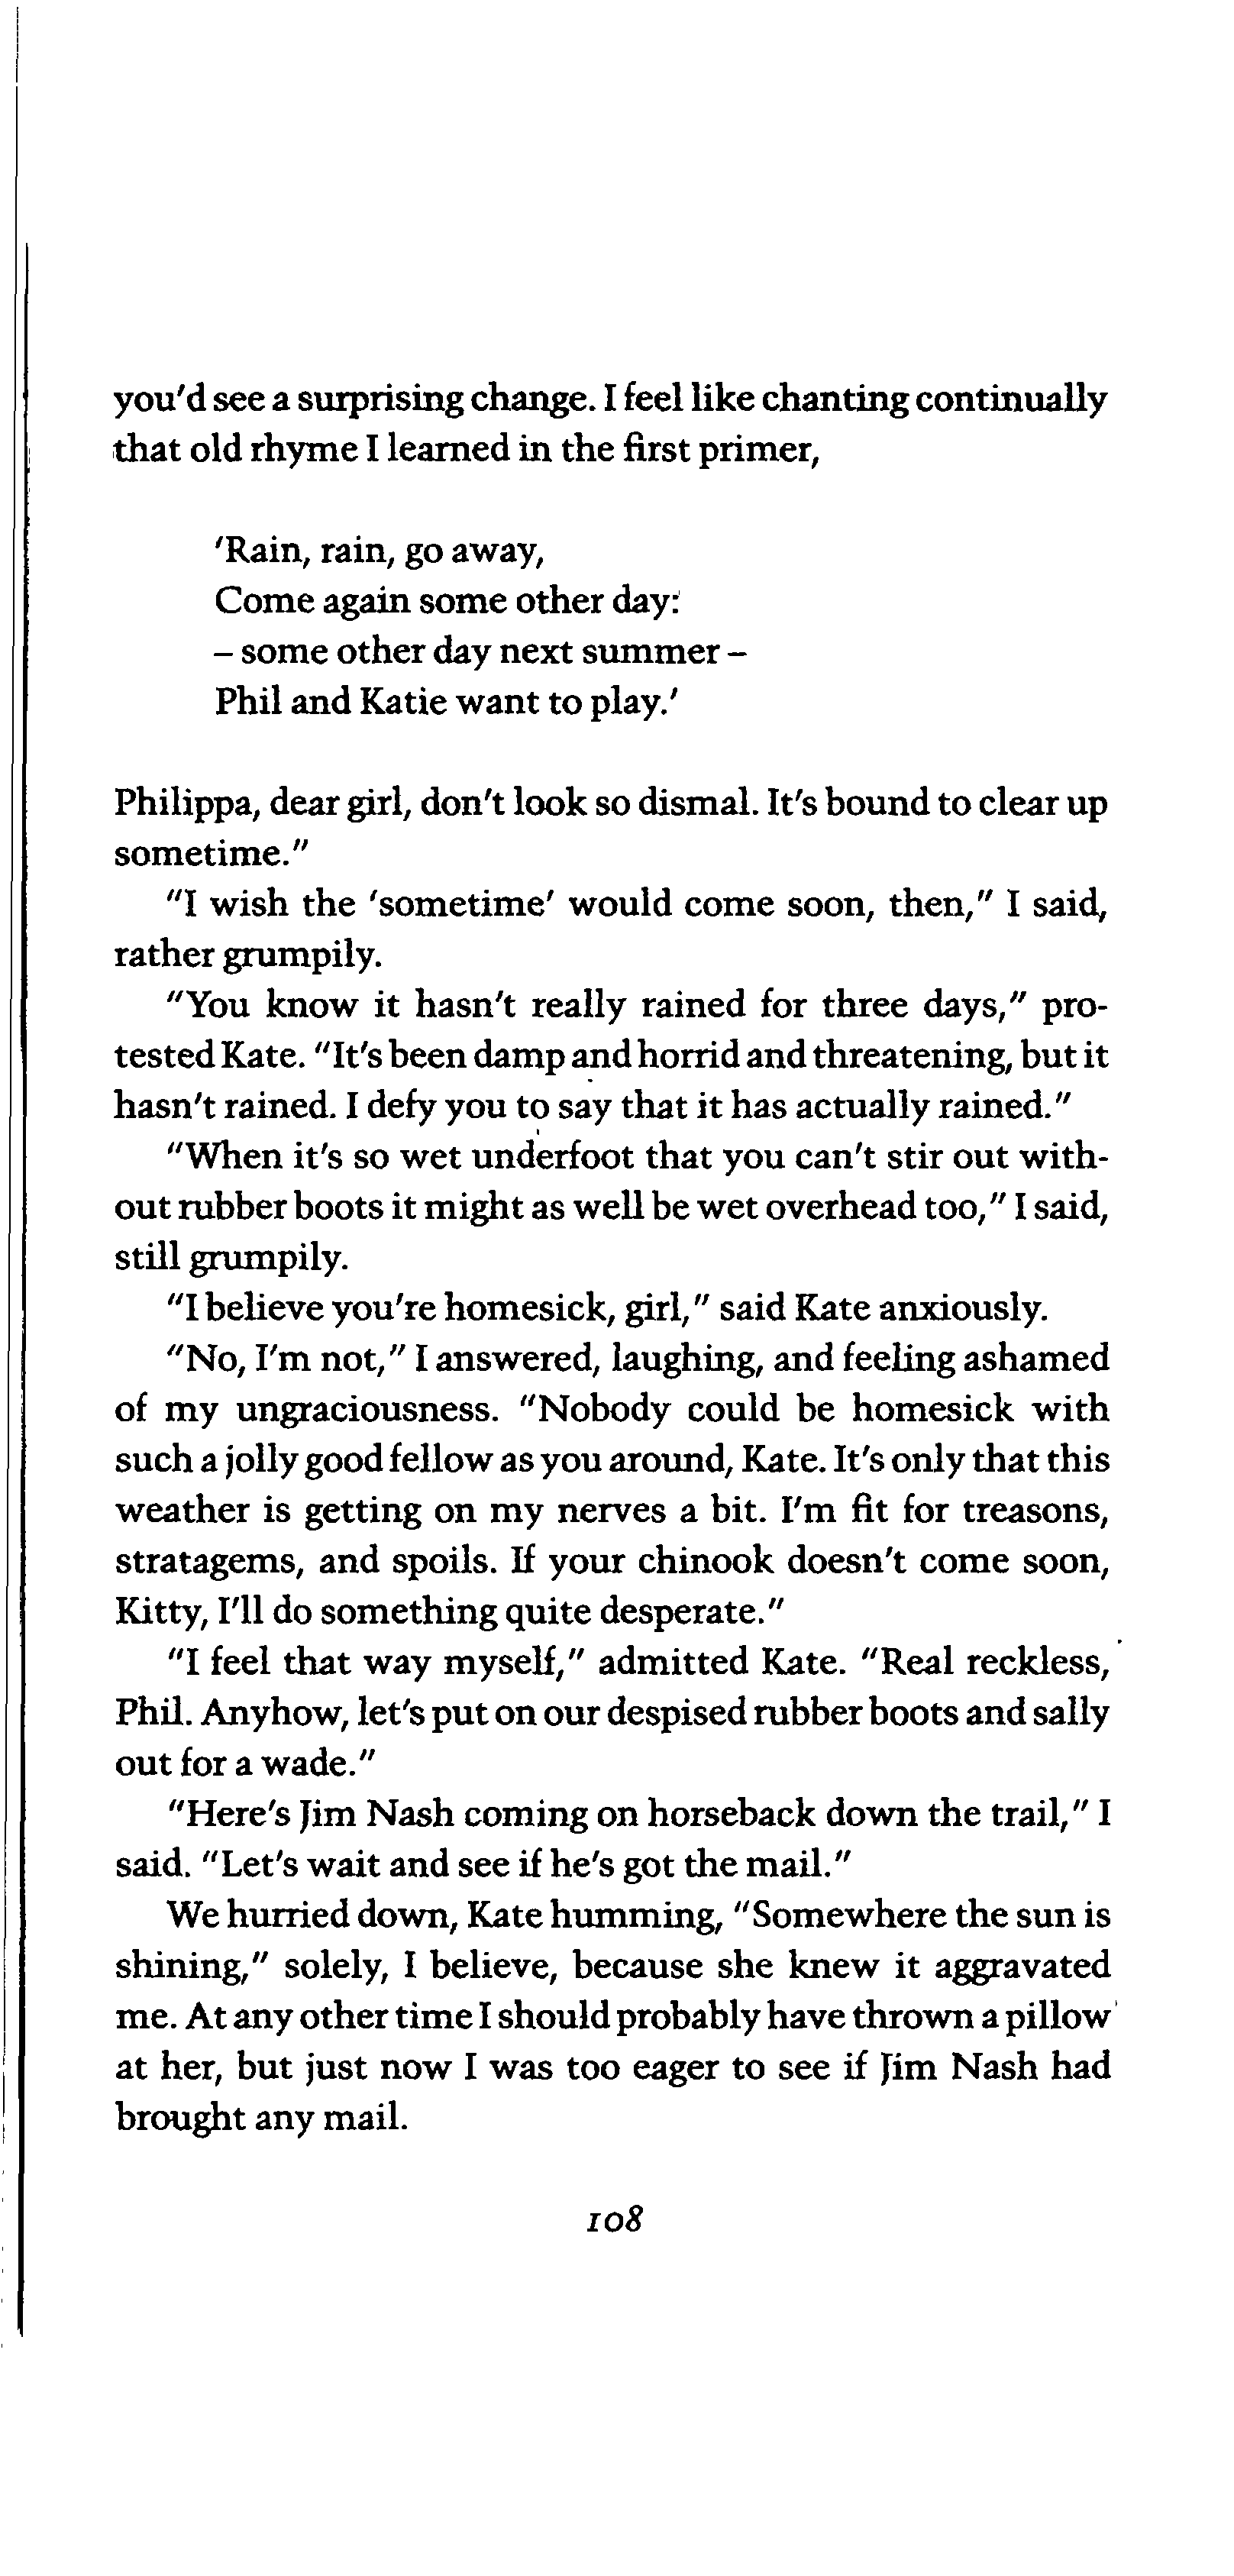 you'd see a surprising change. I feel like chanting continually
that old rhyme I learned in the first primer,
'Rain, rain, go away,
Come again some other day:
– some other day next summer –
Phil and Katie want to play.'
Philippa, dear girl, don't look so dismal. It's bound to clear up
sometime."
"I wish the 'sometime' would come soon, then," I said,
rather grumpily.
"You know it hasn't really rained for three days," pro-
tested Kate. "It's been damp and horrid and threatening, but it
hasn't rained. I defy you to say that it has actually rained."
"When it's so wet underfoot that you can't stir out with-
out rubber boots it might as well be wet overhead too," I said,
still grumpily.
"I believe you're homesick, girl," said Kate anxiously.
"No, I'm not," I answered, laughing, and feeling ashamed
of my ungraciousness. "Nobody could be homesick with
such a jolly good fellow as you around, Kate. It's only that this
weather is getting on my nerves a bit. I'm fit for treasons,
stratagems, and spoils. If your chinook doesn't come soon,
Kitty, I'll do something quite desperate."
"I feel that way myself," admitted Kate. "Real reckless,
Phil. Anyhow, let's put on our despised rubber boots and sally
out for a wade."
"Here's Jim Nash coming on horseback down the trail," I
said. "Let's wait and see if he's got the mail."
We hurried down, Kate humming, "Somewhere the sun is
shining," solely, I believe, because she knew it aggravated
me. At any other time I should probably have thrown a pillow
at her, but just now I was too eager to see if Jim Nash had
brought any mail.
108